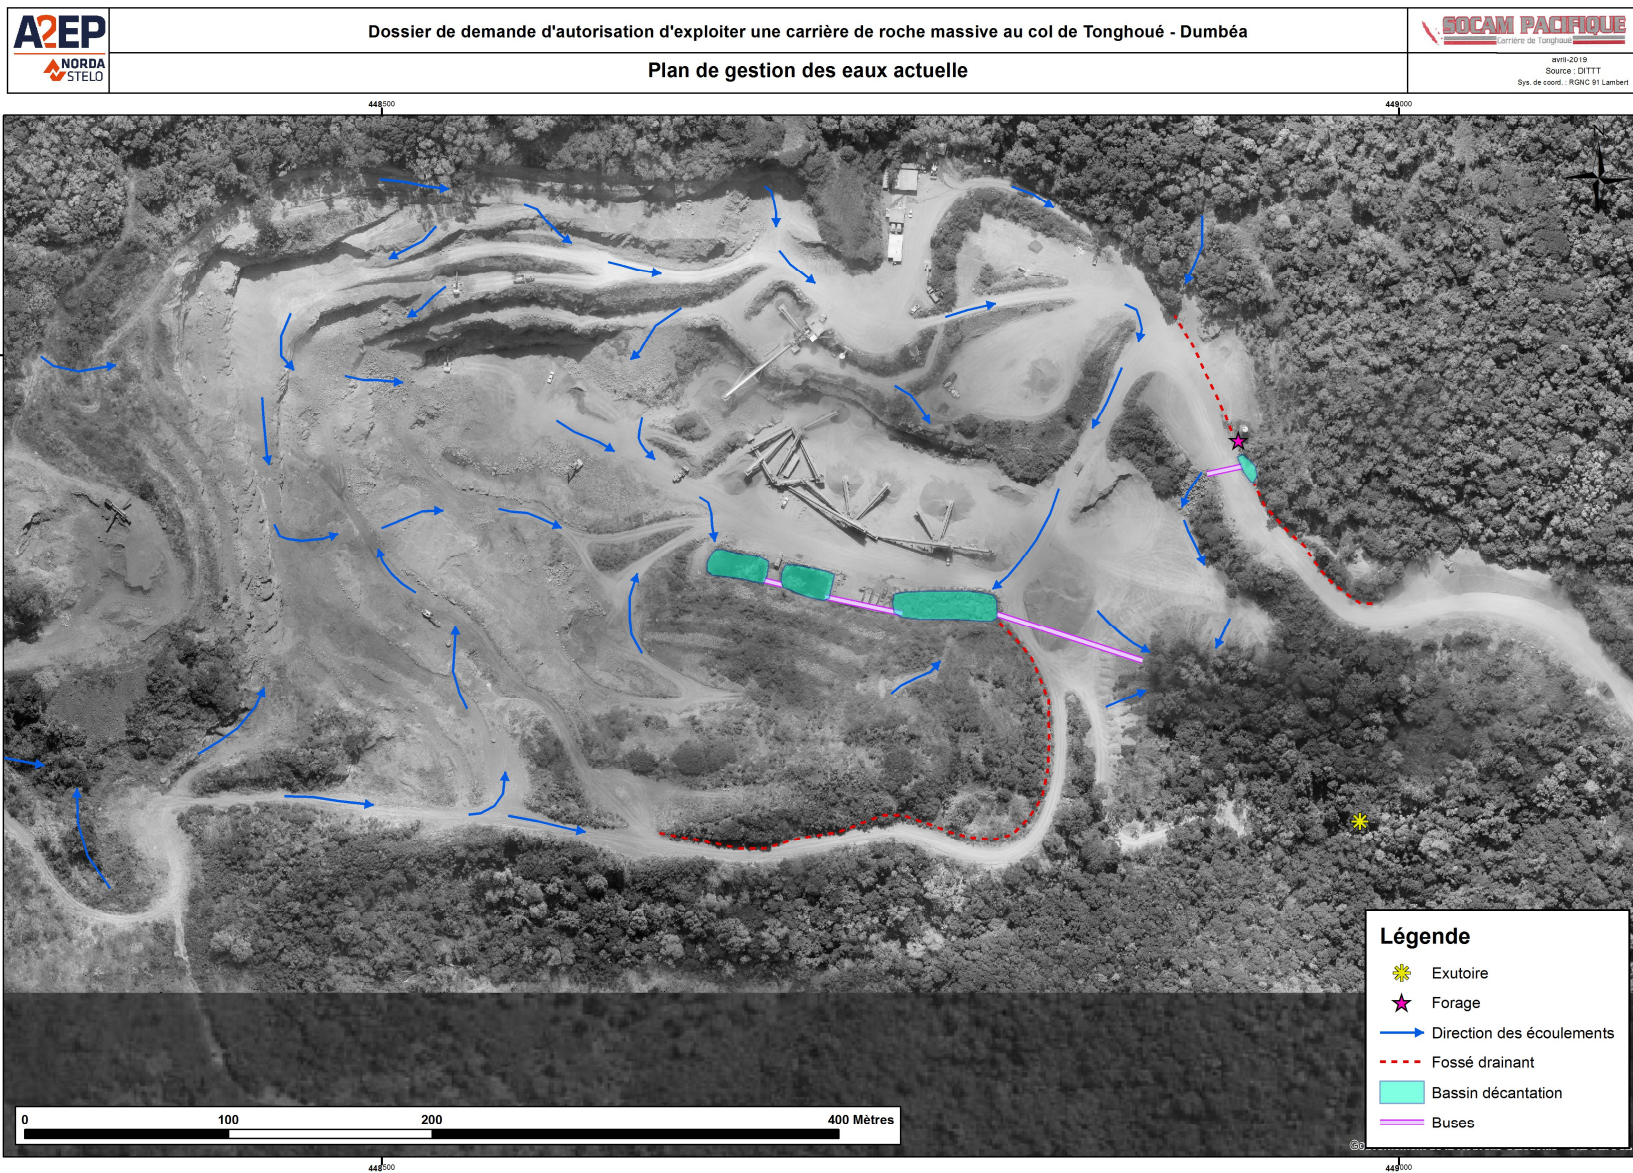 A2EP
NORDA
STELO
Dossier de demande d'autorisation d'exploiter une carrière de roche massive au col de Tonghoué - Dumbéa
Plan de gestion des eaux actuelle
SOCAM PACIFIQUE
Carrière de Tonghoué
avril-2019
Source : DITTT
Sys. de coord. : RGNC 91 Lambert
448500
449000
N
Légende
Exutoire
Forage
Direction des écoulements
Fossé drainant
Bassin décantation
Buses
0
100
200
400 Mètres
448500
449000